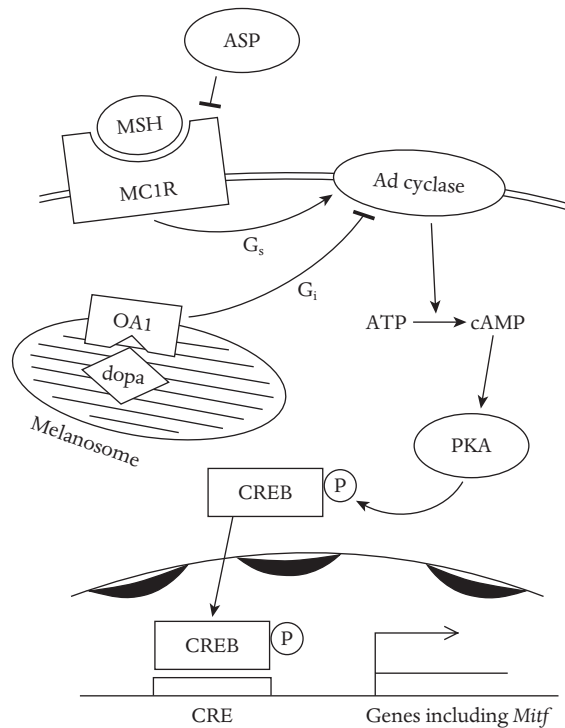 ASP
MSH
MC1R
Ad cyclase
Gs
Gi
OA1
ATP
cAMP
dopa
Melanosome
PKA
CREB
P
CREB
P
CRE
Genes including Mitf